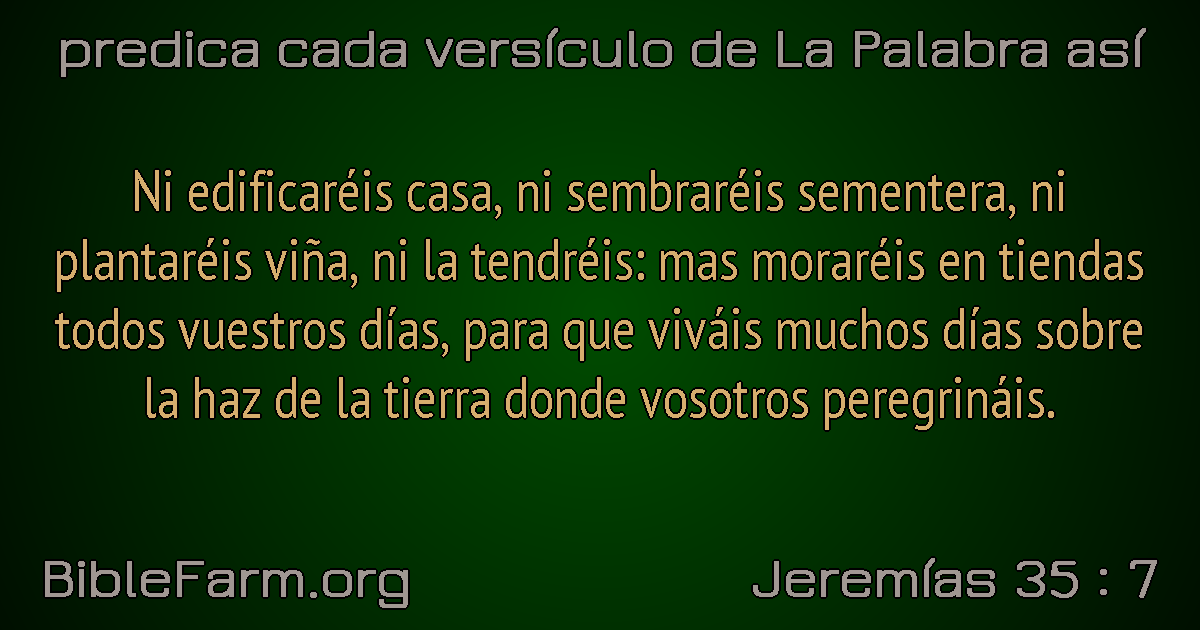 predica cada versículo de La Palabra así
Ni edificaréis casa, ni sembraréis sementera, ni
plantaréis viña, ni la tendréis: mas moraréis en tiendas
todos vuestros días, para que viváis muchos días sobre
la haz de la tierra donde vosotros peregrináis.
BibleFarm.org
Jeremías 35 : 7